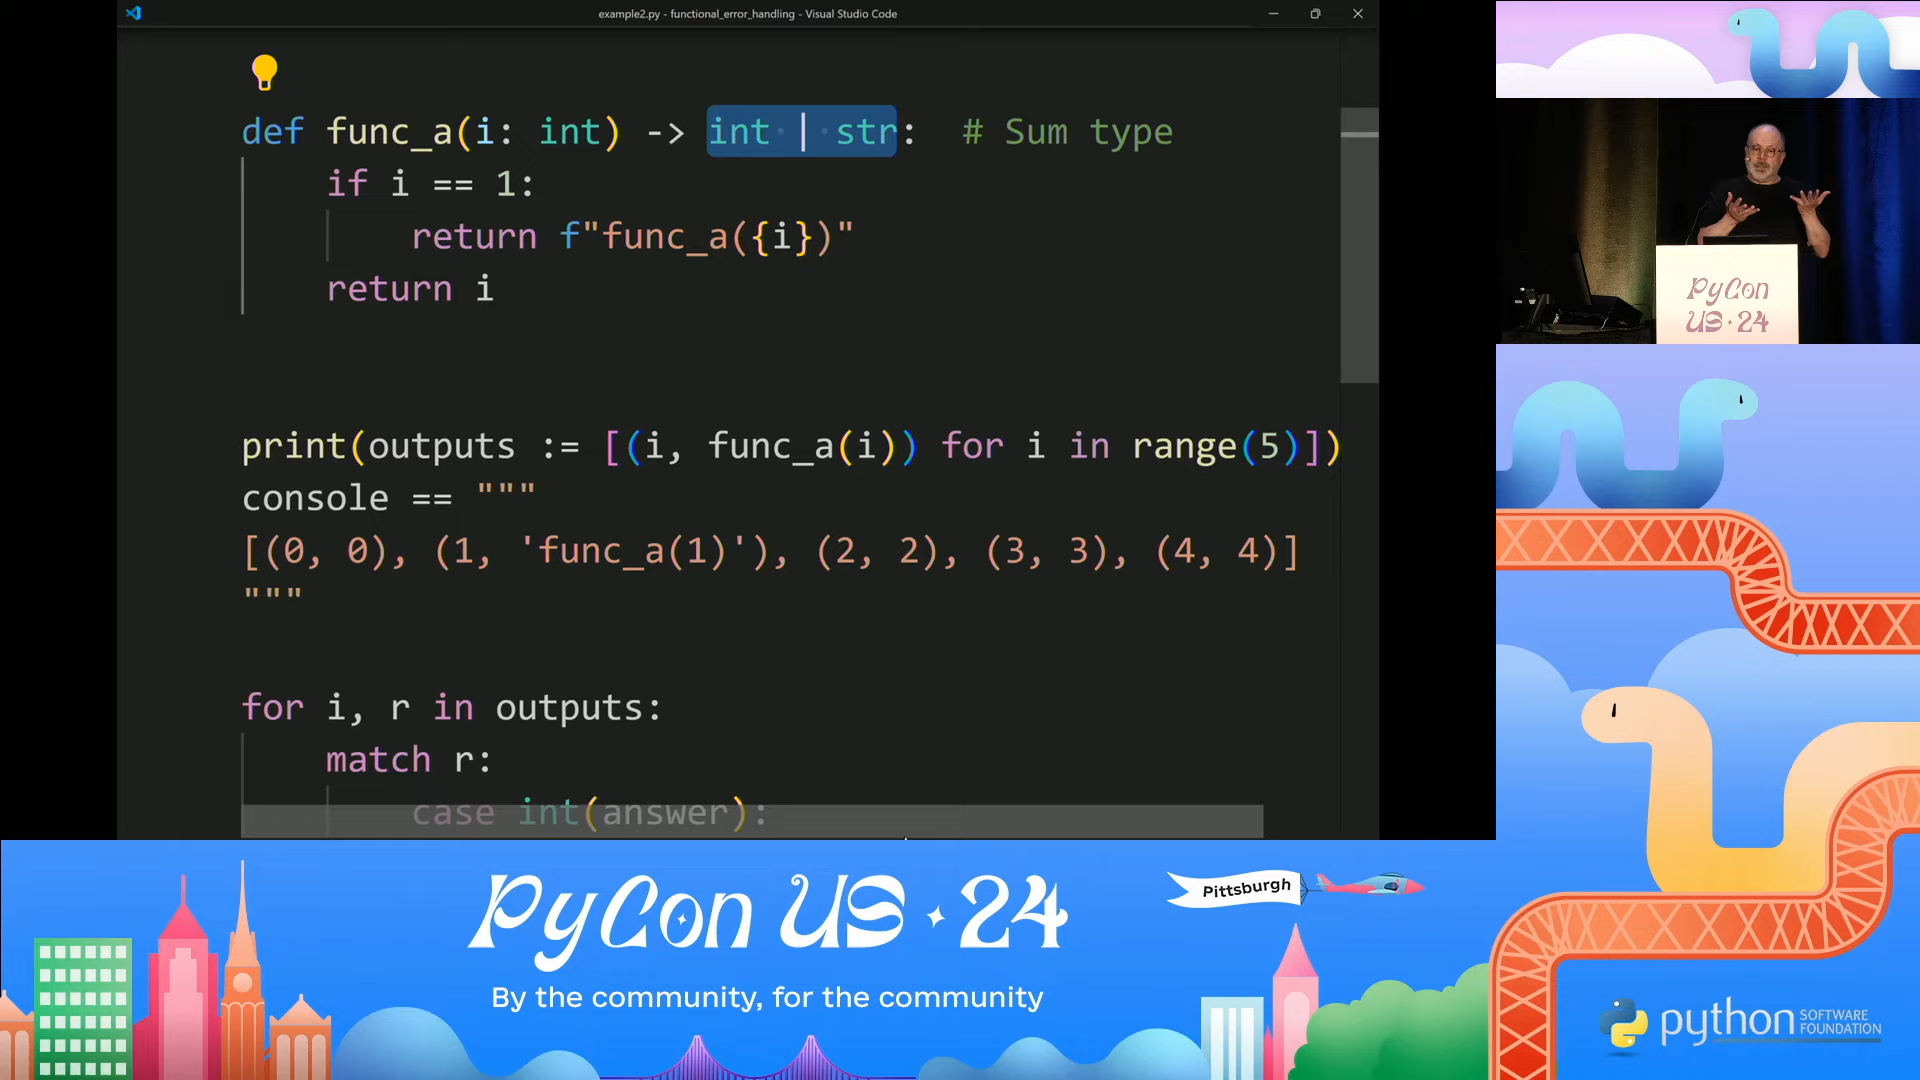 example2.py - functional_error_handling - Visual Studio Code
def func_a(i: int) -> int | str:  # Sum type
if i == 1:
return f"func_a({i})"
return i
print(outputs := [(i, func_a(i)) for i in range(5)])
console == """
[(0, 0), (1, 'func_a(1)'), (2, 2), (3, 3), (4, 4)]
"""
for i, r in outputs:
match r:
case int(answer):
PyCon
US·24
PyCon US·24
By the community, for the community
Pittsburgh
python
SOFTWARE
FOUNDATION